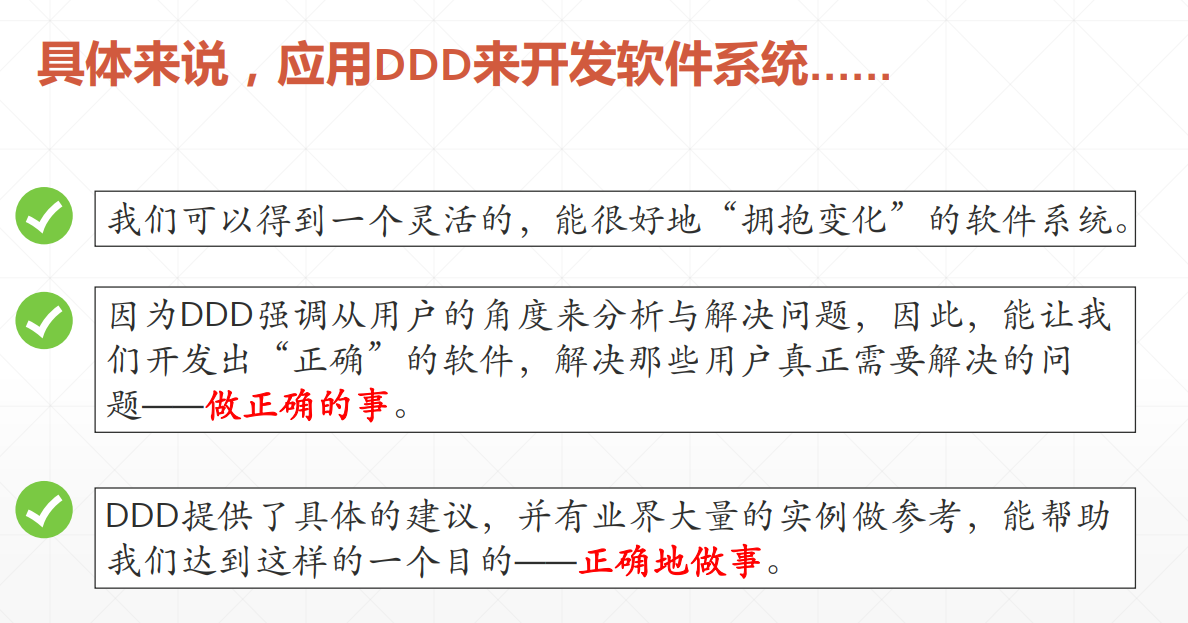 具体来说，应用DDD来开发软件系统……
我们可以得到一个灵活的，能很好地“拥抱变化”的软件系统。
因为DDD强调从用户的角度来分析与解决问题，因此，能让我
们开发出“正确”的软件，解决那些用户真正需要解决的问
题——做正确的事。
DDD提供了具体的建议，并有业界大量的实例做参考，能帮助
我们达到这样的一个目的——正确地做事。